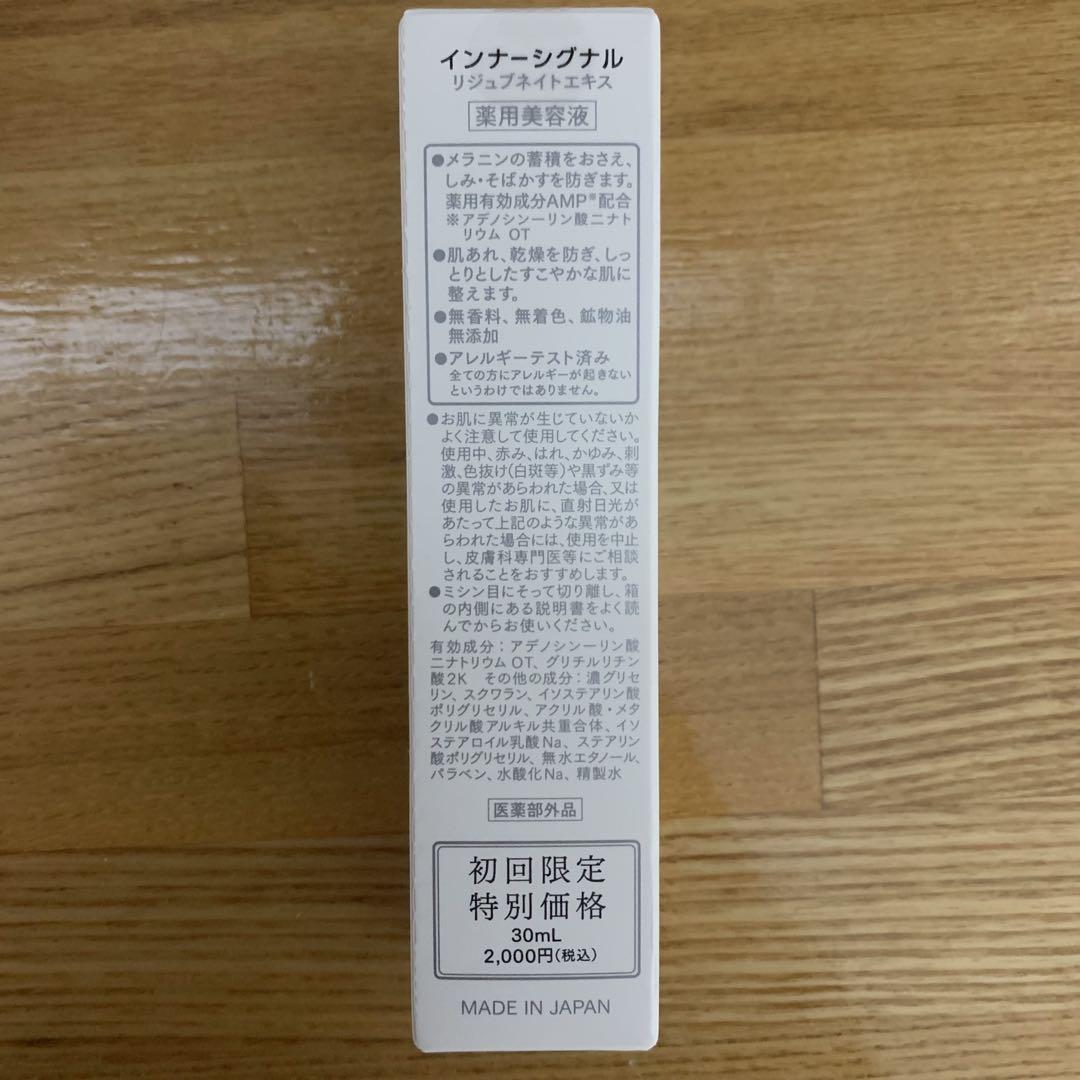 インナーシグナル
リジュブネイトエキス
薬用美容液
●メラニンの蓄積をおさえ、
しみ・そばかすを防ぎます。
薬用有効成分AMP※配合
※アデノシン一リン酸二ナト
リウム OT
●肌あれ、乾燥を防ぎ、しっ
とりとしたすこやかな肌に
整えます。
●無香料、無着色、鉱物油
無添加
●アレルギーテスト済み
全ての方にアレルギーが起きない
というわけではありません。
●お肌に異常が生じていないか
よく注意して使用してください。
使用中、赤み、はれ、かゆみ、刺
激、色抜け(白斑等)や黒ずみ等
の異常があらわれた場合、又は
使用したお肌に、直射日光が
あたって上記のような異常があ
らわれた場合には、使用を中止
し、皮膚科専門医等にご相談
されることをおすすめします。
●ミシン目にそって切り離し、箱
の内側にある説明書をよく読
んでからお使いください。
有効成分：アデノシン一リン酸
二ナトリウム OT、グリチルリチン
酸2K その他の成分：濃グリセ
リン、スクワラン、イソステアリン酸
ポリグリセリル、アクリル酸・メタ
クリル酸アルキル共重合体、イソ
ステアロイル乳酸Na、ステアリン
酸ポリグリセリル、無水エタノール、
パラベン、水酸化Na、精製水
医薬部外品
初回限定
特別価格
30mL
2,000円(税込)
MADE IN JAPAN